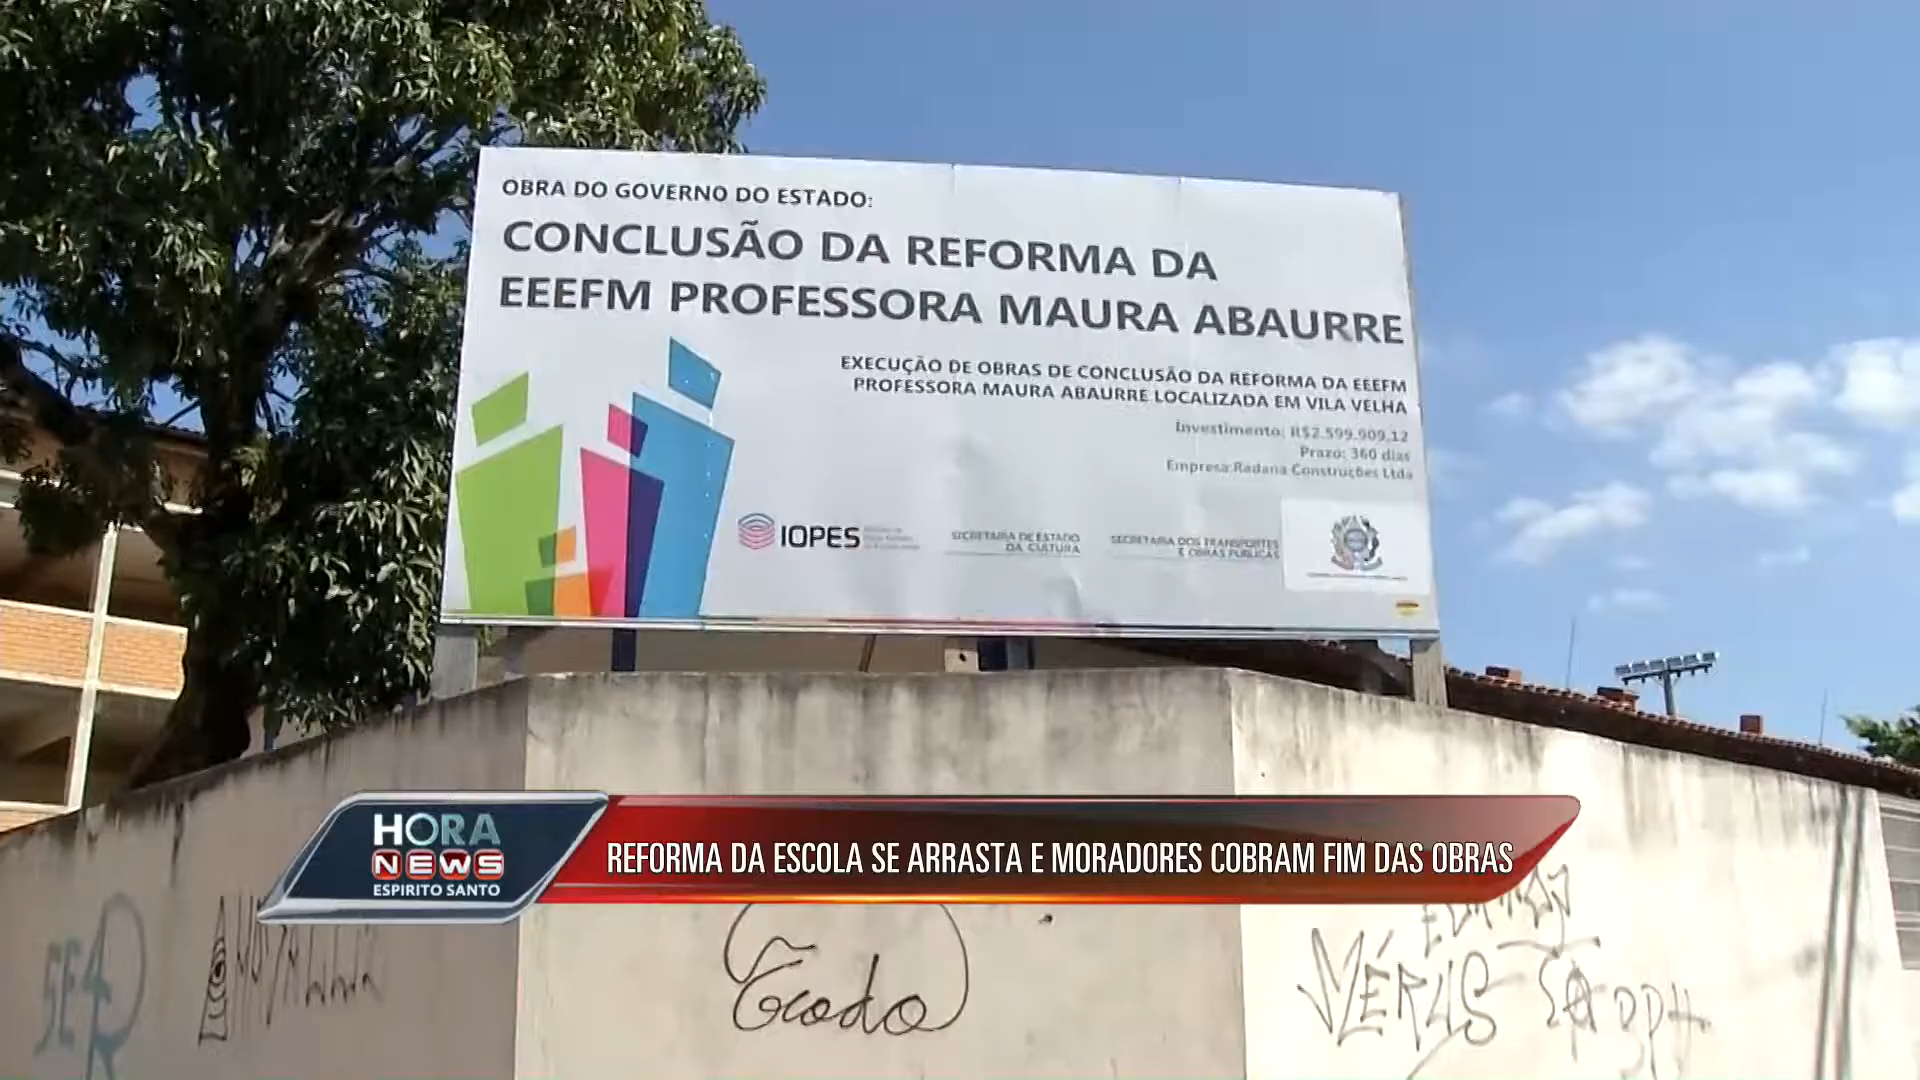 OBRA DO GOVERNO DO ESTADO:
CONCLUSÃO DA REFORMA DA
EEEFM PROFESSORA MAURA ABAURRE
EXECUÇÃO DE OBRAS DE CONCLUSÃO DA REFORMA DA EEEFM
PROFESSORA MAURA ABAURRE LOCALIZADA EM VILA VELHA
Investimento: R$2.599.909,12
Prazo: 360 dias
Empresa:Radana Construções Ltda
IOPES
SECRETARIA DE ESTADO
DA CULTURA
SECRETARIA DOS TRANSPORTES
E OBRAS PÚBLICAS
HORA
NEWS
ESPIRITO SANTO
REFORMA DA ESCOLA SE ARRASTA E MORADORES COBRAM FIM DAS OBRAS